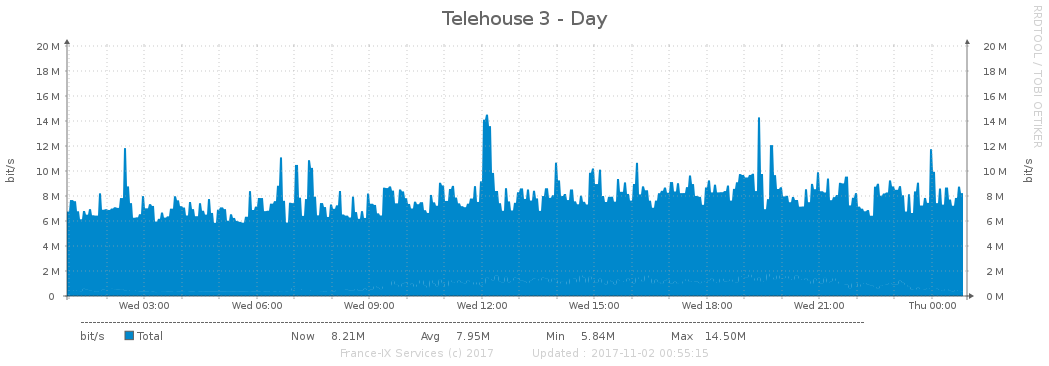 Telehouse 3 - Day
RRDTOOL / TOBI OETIKER
20 M 20 M
18 M 18 M
16 M 16 M
14 M 14 M
12 M 12 M
10 M 10 M
8 M 8 M
6 M 6 M
4 M 4 M
2 M 2 M
0 0 M
bit/s bit/s
Wed 03:00 Wed 06:00 Wed 09:00 Wed 12:00 Wed 15:00 Wed 18:00 Wed 21:00 Thu 00:00
bit/s Total Now 8.21M Avg 7.95M Min 5.84M Max 14.50M
France-IX Services (c) 2017 Updated : 2017-11-02 00:55:15